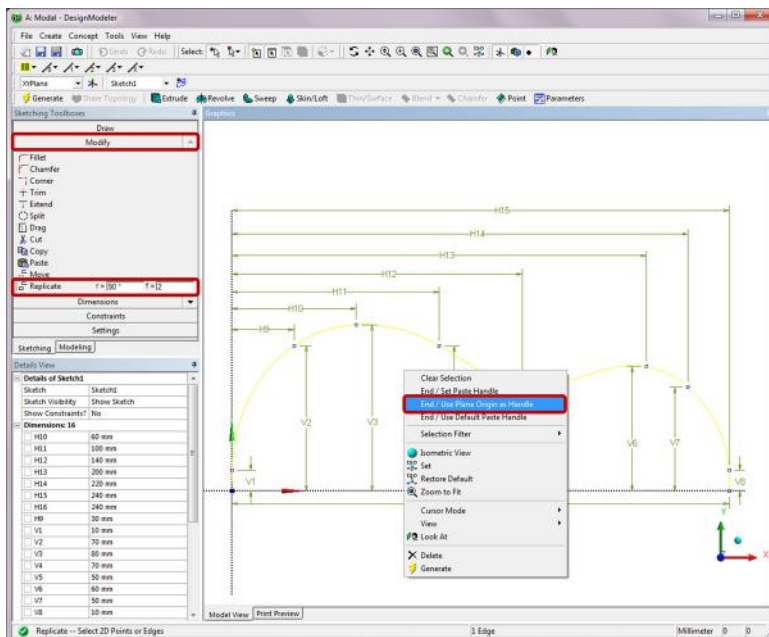 A: Modal - DesignModeler
File Create Concept Tools View Help
Undo Redo Select:
XYPlane Sketch1
Generate Share Topology Extrude Revolve Sweep Skin/Loft Thin/Surface Blend Chamfer Point Parameters
Sketching Toolboxes
Graphics
Draw
Modify
Fillet
Chamfer
Corner
Trim
Extend
Split
Drag
Cut
Copy
Paste
Move
Replicate r = 90 ° f = 2
Dimensions
Constraints
Settings
Sketching Modeling
Details View
Details of Sketch1
Sketch Sketch1
Sketch Visibility Show Sketch
Show Constraints? No
Dimensions: 16
H10 60 mm
H11 100 mm
H12 140 mm
H13 200 mm
H14 220 mm
H15 240 mm
H16 240 mm
H9 30 mm
V1 10 mm
V2 70 mm
V3 80 mm
V4 70 mm
V5 50 mm
V6 60 mm
V7 50 mm
V8 10 mm
H15
H14
H13
H12
H11
H10
H9
V1
V2
V3
V6
V7
V8
Clear Selection
End / Set Paste Handle
End / Use Plane Origin as Handle
End / Use Default Paste Handle
Selection Filter
Isometric View
Set
Restore Default
Zoom to Fit
Cursor Mode
View
Look At
Delete
Generate
Y
X
Model View Print Preview
Replicate -- Select 2D Points or Edges 1 Edge Millimeter 0 0